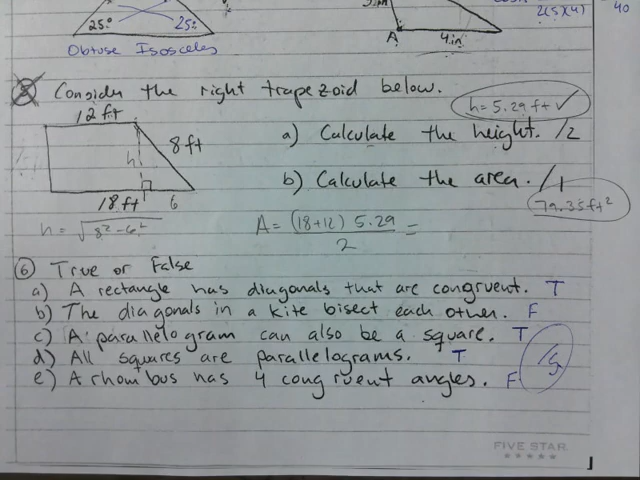 25° 25°
Obtuse Isosceles
A 4in
2(5)(4)
40
5 Consider the right trapezoid below.
h = 5.29 ft ✓
12 ft
8 ft
h
18 ft 6
a) Calculate the height. /2
b) Calculate the area. /1
79.35 ft²
h = √8² - 6²
A = (18+12) 5.29 =
2
6 True or False
a) A rectangle has diagonals that are congruent. T
b) The diagonals in a kite bisect each other. F
c) A parallelogram can also be a square. T
d) All squares are parallelograms. T
e) A rhombus has 4 congruent angles. F
/5
FIVE STAR